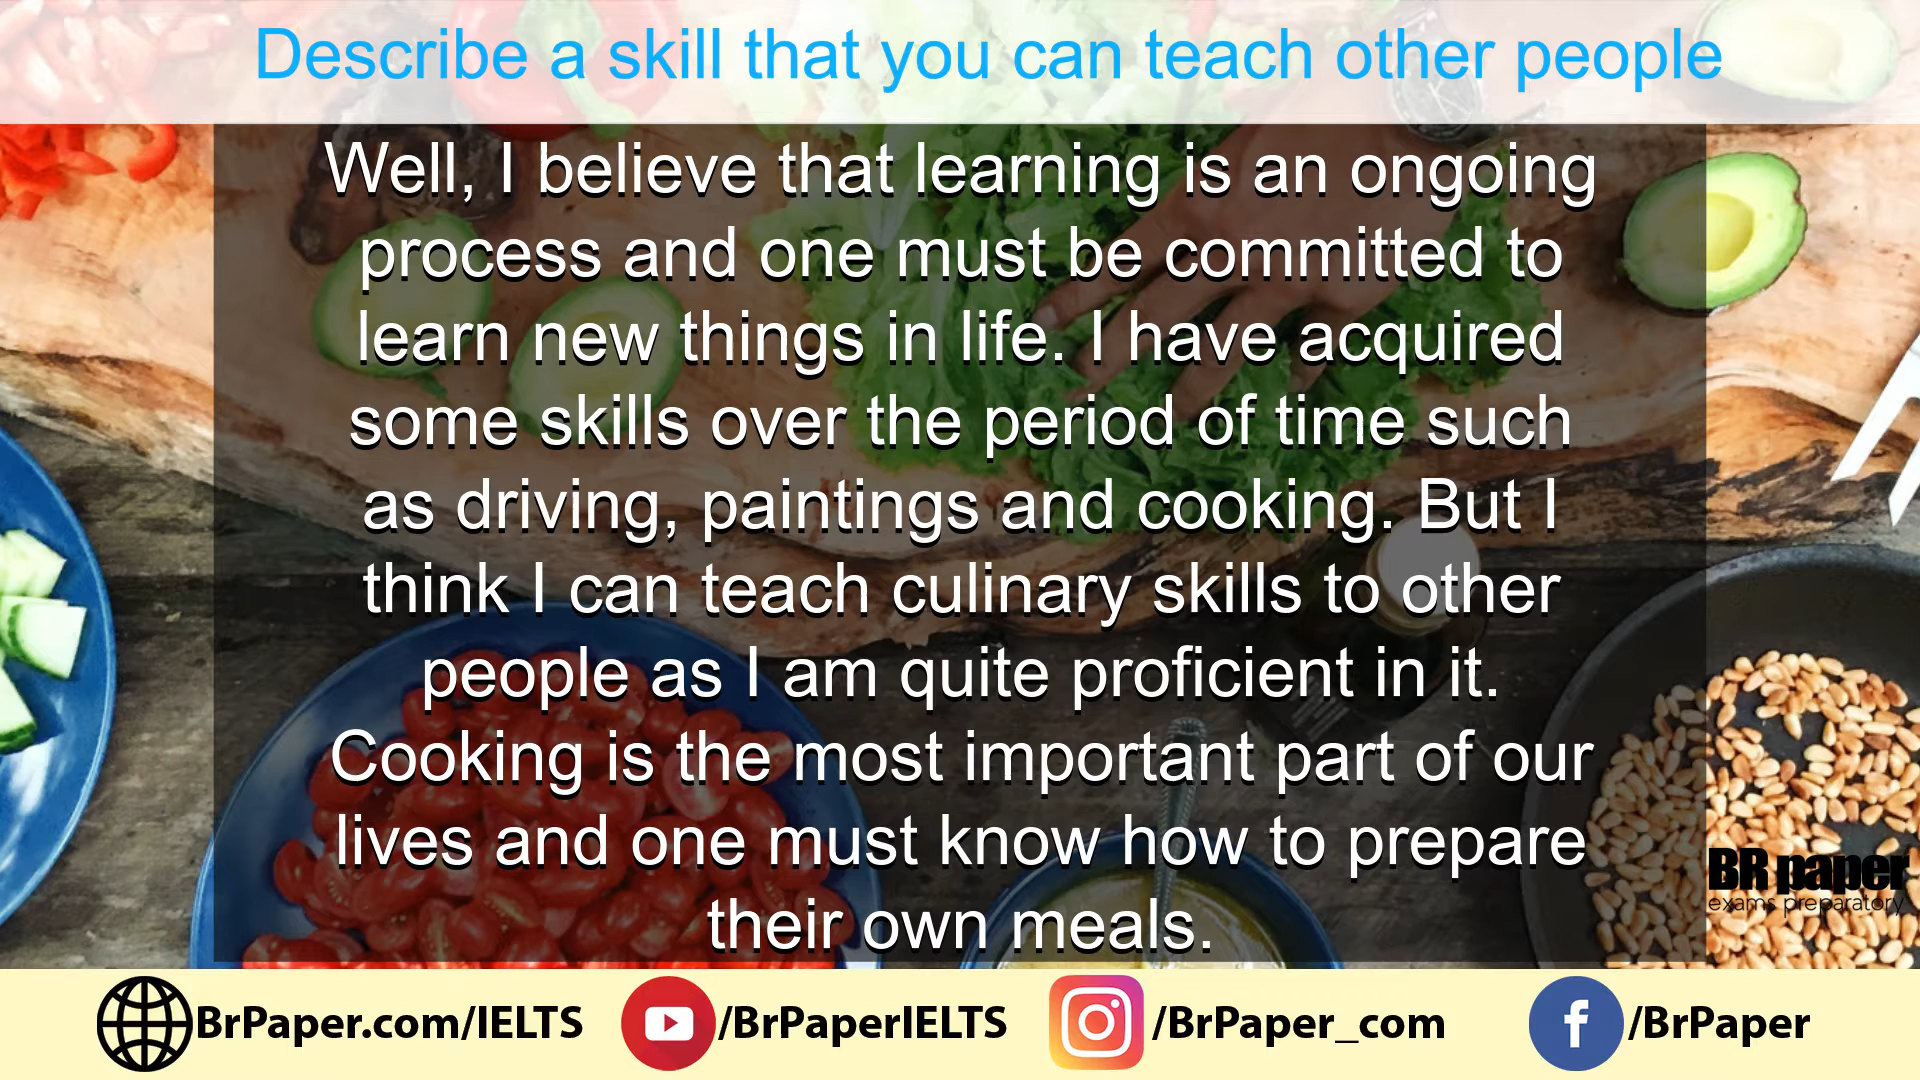 Describe a skill that you can teach other people
Well, I believe that learning is an ongoing
process and one must be committed to
learn new things in life. I have acquired
some skills over the period of time such
as driving, paintings and cooking. But I
think I can teach culinary skills to other
people as I am quite proficient in it.
Cooking is the most important part of our
lives and one must know how to prepare
their own meals.
BR paper
exams preparatory
BrPaper.com/IELTS
/BrPaperIELTS
/BrPaper_com
/BrPaper